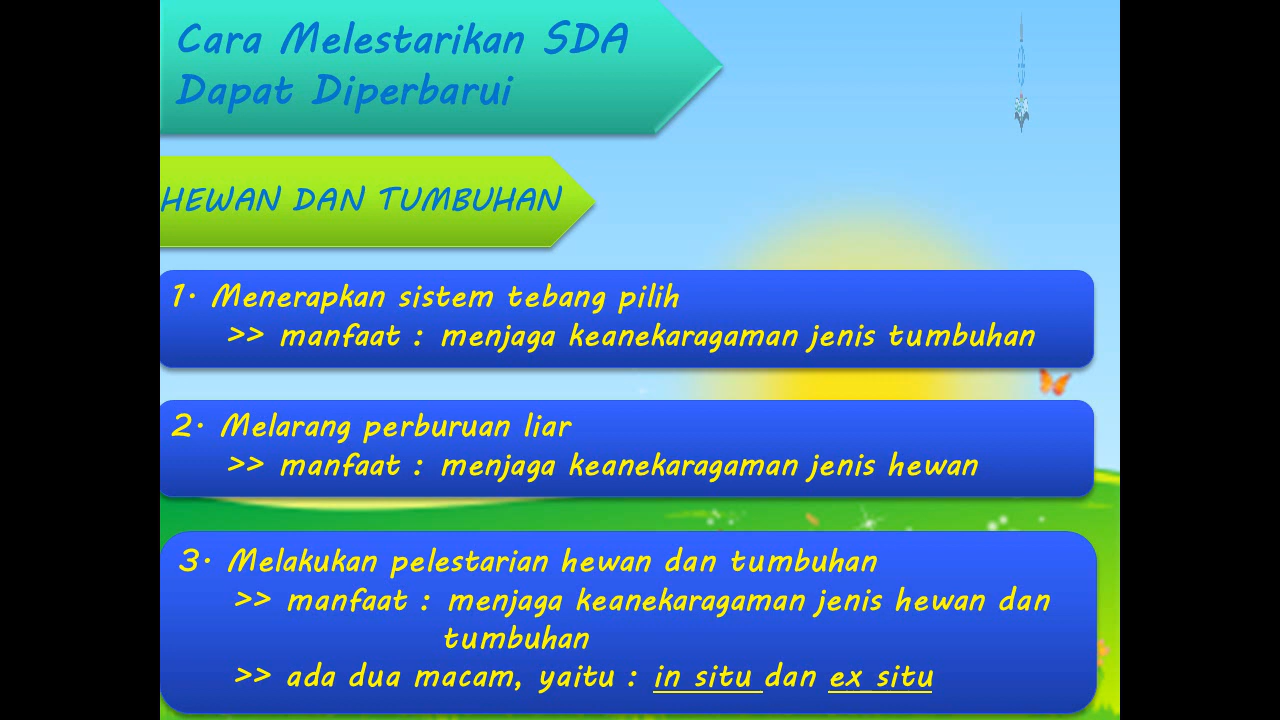 Cara Melestarikan SDA
Dapat Diperbarui
HEWAN DAN TUMBUHAN
1. Menerapkan sistem tebang pilih
>> manfaat : menjaga keanekaragaman jenis tumbuhan
2. Melarang perburuan liar
>> manfaat : menjaga keanekaragaman jenis hewan
3. Melakukan pelestarian hewan dan tumbuhan
>> manfaat : menjaga keanekaragaman jenis hewan dan
tumbuhan
>> ada dua macam, yaitu : in situ dan ex situ